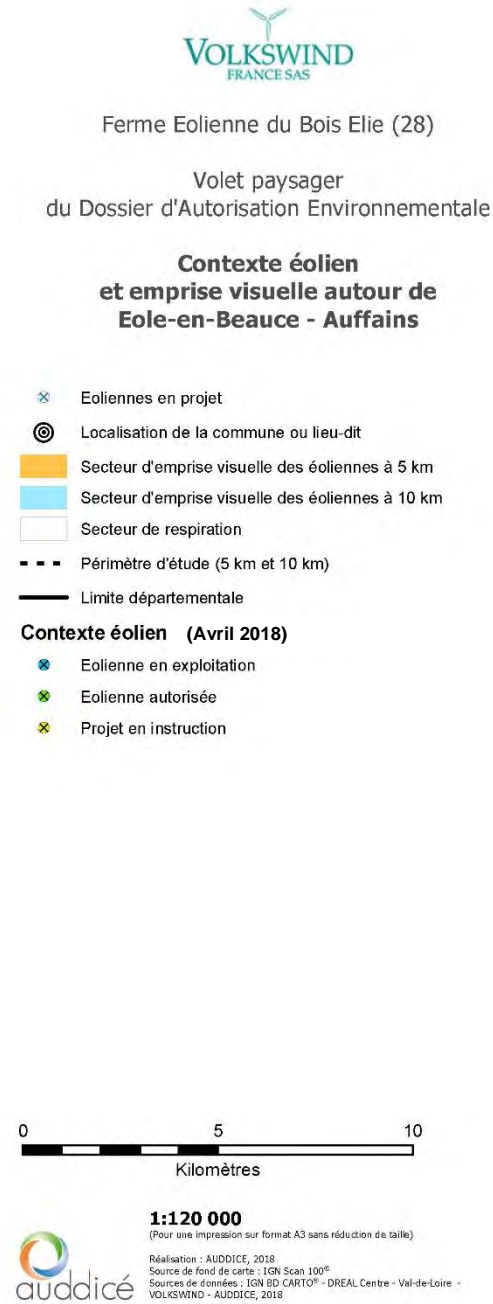 VOLKSWIND
FRANCE SAS
Ferme Eolienne du Bois Elie (28)
Volet paysager
du Dossier d'Autorisation Environnementale
Contexte éolien
et emprise visuelle autour de
Eole-en-Beauce - Auffains
Eoliennes en projet
Localisation de la commune ou lieu-dit
Secteur d'emprise visuelle des éoliennes à 5 km
Secteur d'emprise visuelle des éoliennes à 10 km
Secteur de respiration
Périmètre d'étude (5 km et 10 km)
Limite départementale
Contexte éolien (Avril 2018)
Eolienne en exploitation
Eolienne autorisée
Projet en instruction
0 5 10
Kilomètres
1:120 000
(Pour une impression sur format A3 sans réduction de taille)
Réalisation : AUDDICE, 2018
Source de fond de carte : IGN Scan 100®
Sources de données : IGN BD CARTO® - DREAL Centre - Val-de-Loire -
VOLKSWIND - AUDDICE, 2018
auddicé